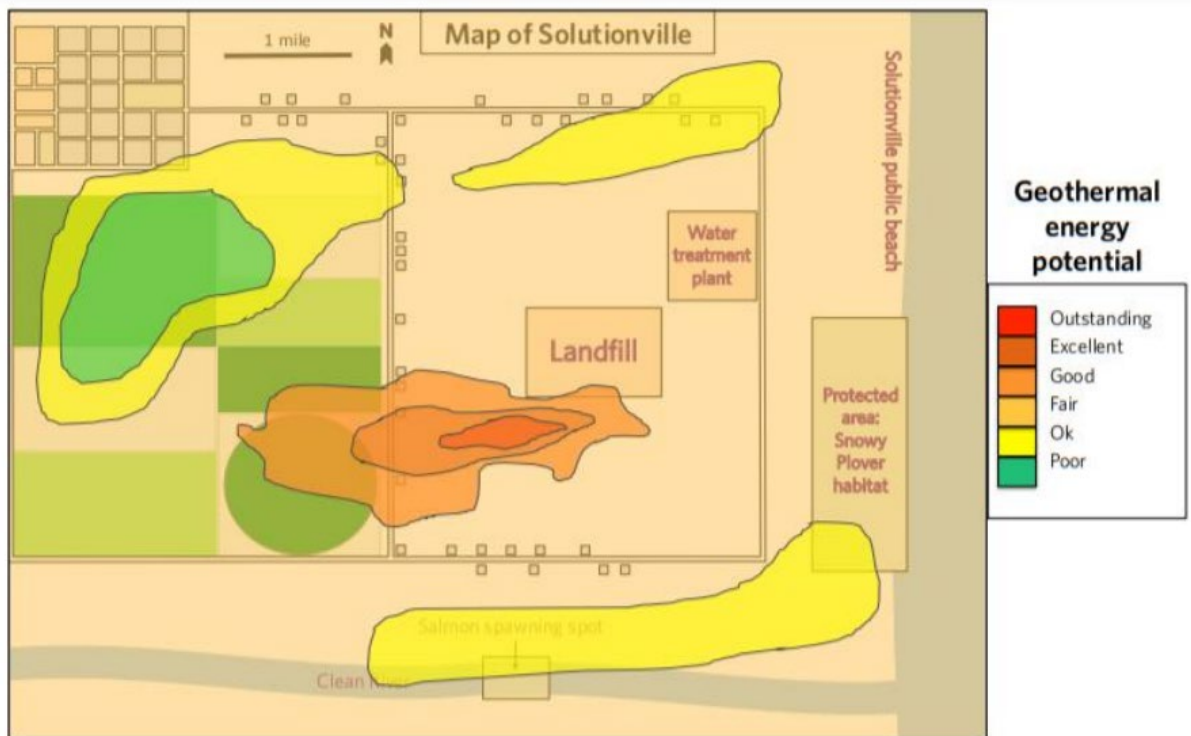 1 mile
N
Map of Solutionville
Solutionville public beach
Water
treatment
plant
Landfill
Protected
area:
Snowy
Plover
habitat
Salmon spawning spot
Clean River
Geothermal
energy
potential
Outstanding
Excellent
Good
Fair
Ok
Poor